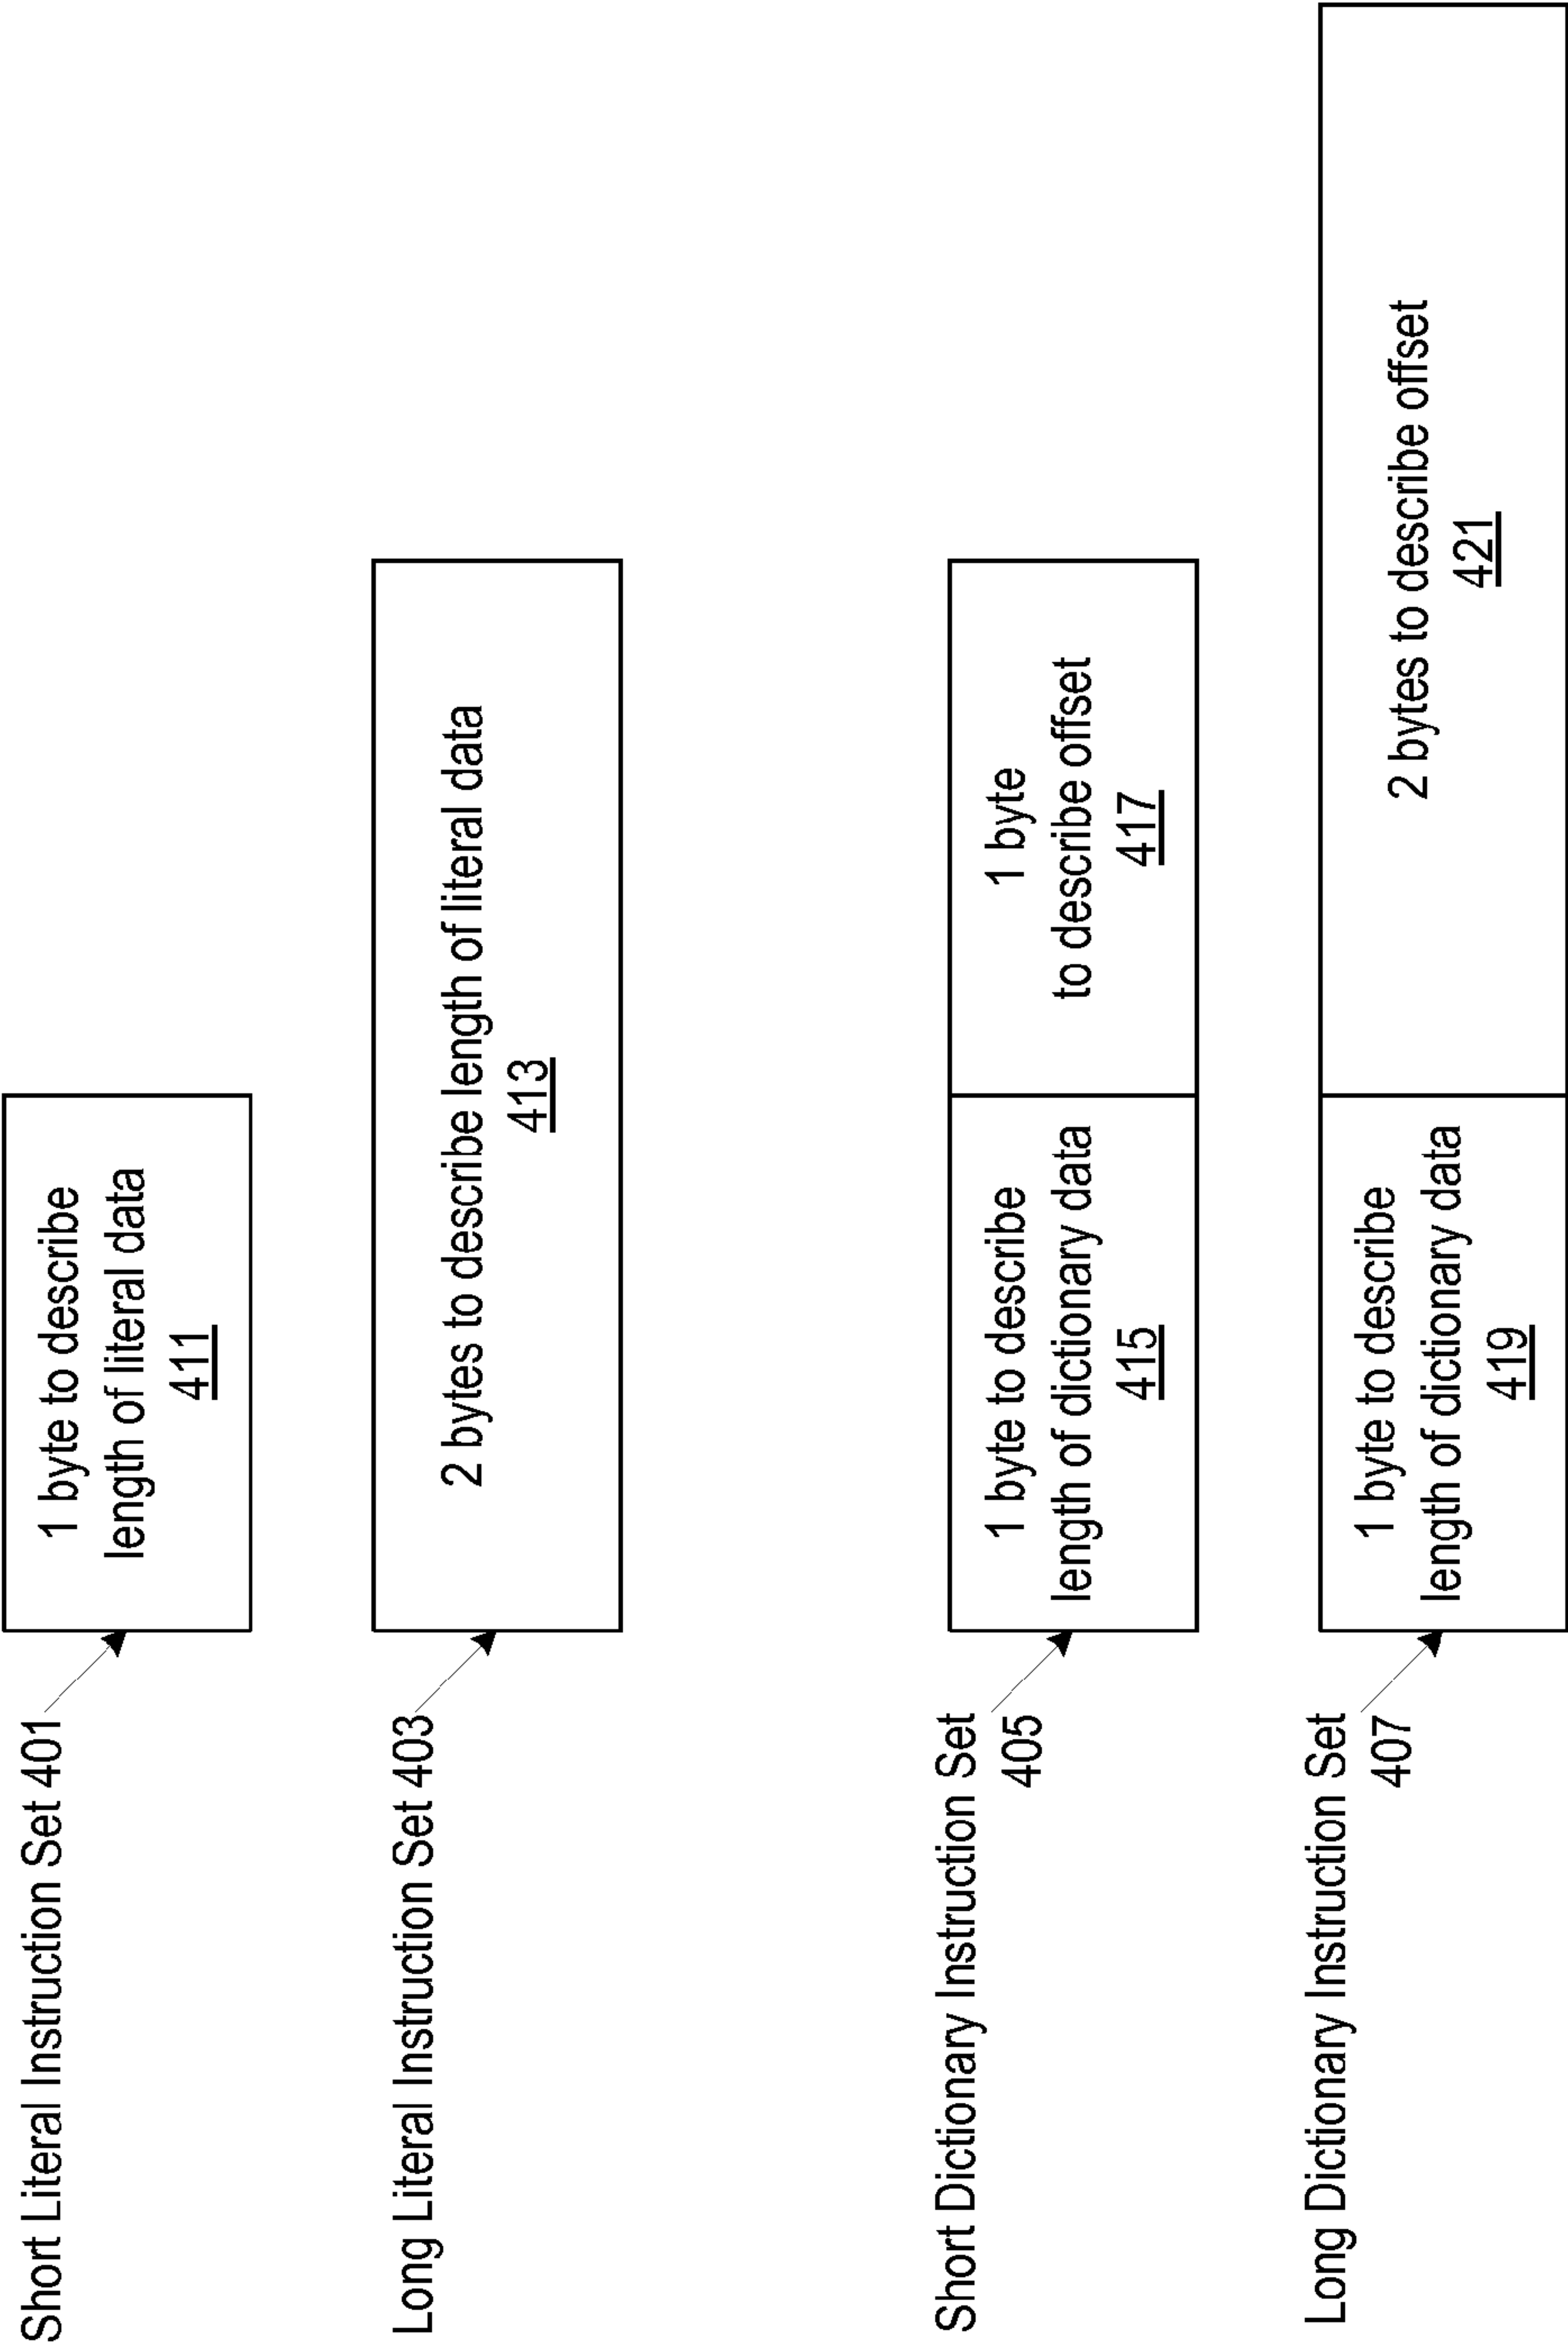 Short Literal Instruction Set 401
1 byte to describe
length of literal data
411
Long Literal Instruction Set 403
2 bytes to describe length of literal data
413
Short Dictionary Instruction Set
405
1 byte to describe
length of dictionary data
415
1 byte
to describe offset
417
Long Dictionary Instruction Set
407
1 byte to describe
length of dictionary data
419
2 bytes to describe offset
421